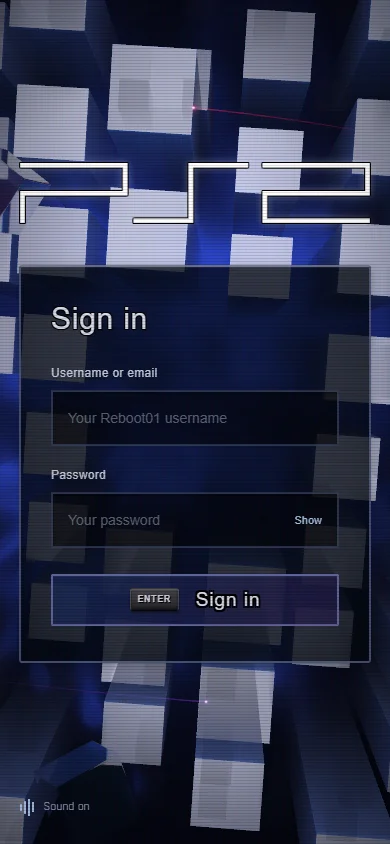 PS2
Sign in
Username or email
Your Reboot01 username
Password
Your password
Show
ENTER Sign in
Sound on